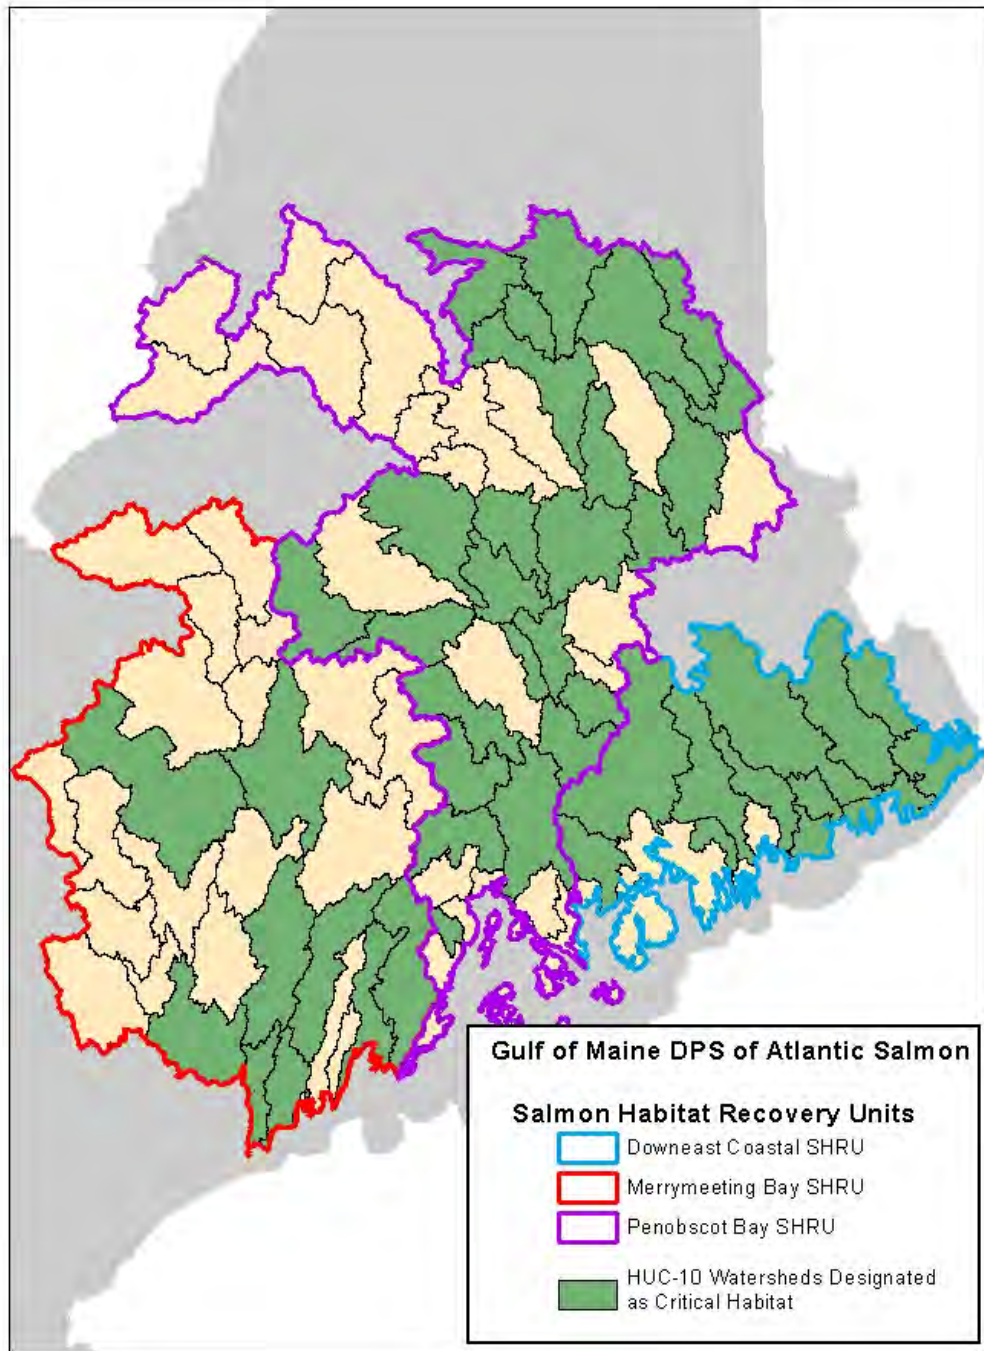 Gulf of Maine DPS of Atlantic Salmon
Salmon Habitat Recovery Units
Downeast Coastal SHRU
Merrymeeting Bay SHRU
Penobscot Bay SHRU
HUC-10 Watersheds Designated
as Critical Habitat